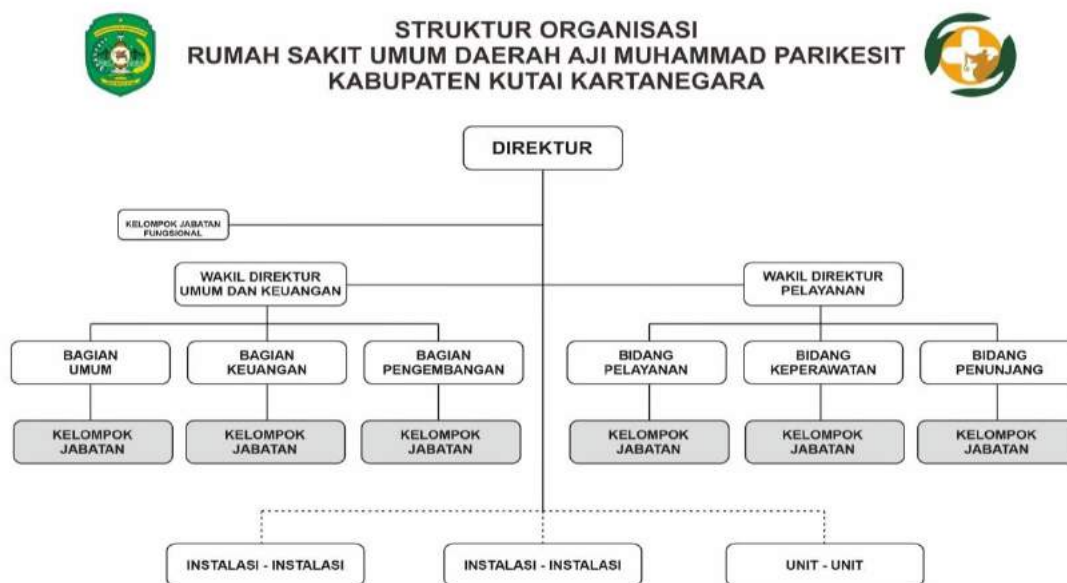 STRUKTUR ORGANISASI
RUMAH SAKIT UMUM DAERAH AJI MUHAMMAD PARIKESIT
KABUPATEN KUTAI KARTANEGARA
DIREKTUR
KELOMPOK JABATAN
FUNGSIONAL
WAKIL DIREKTUR
UMUM DAN KEUANGAN
WAKIL DIREKTUR
PELAYANAN
BAGIAN
UMUM
BAGIAN
KEUANGAN
BAGIAN
PENGEMBANGAN
BIDANG
PELAYANAN
BIDANG
KEPERAWATAN
BIDANG
PENUNJANG
KELOMPOK
JABATAN
KELOMPOK
JABATAN
KELOMPOK
JABATAN
KELOMPOK
JABATAN
KELOMPOK
JABATAN
KELOMPOK
JABATAN
INSTALASI - INSTALASI
INSTALASI - INSTALASI
UNIT - UNIT